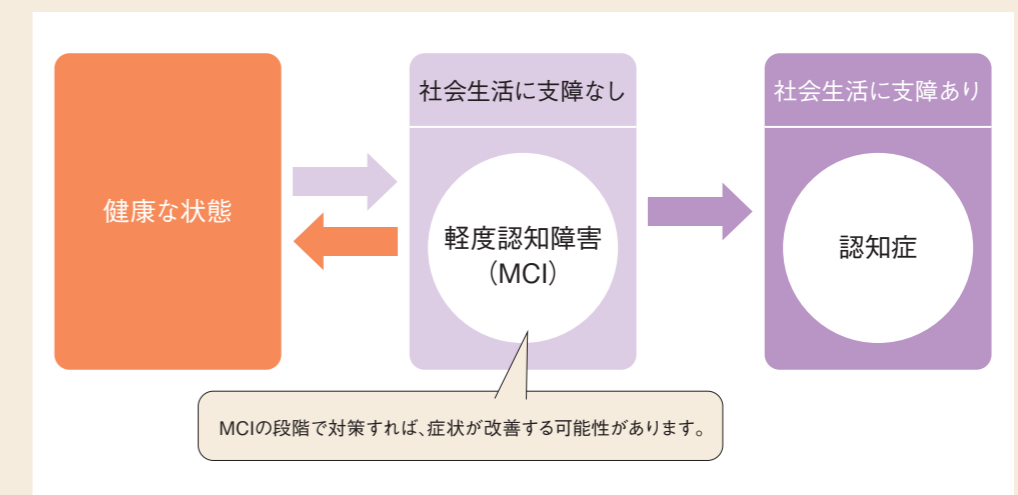 健康な状態
社会生活に支障なし
軽度認知障害
（MCI）
社会生活に支障あり
認知症
MCIの段階で対策すれば、症状が改善する可能性があります。